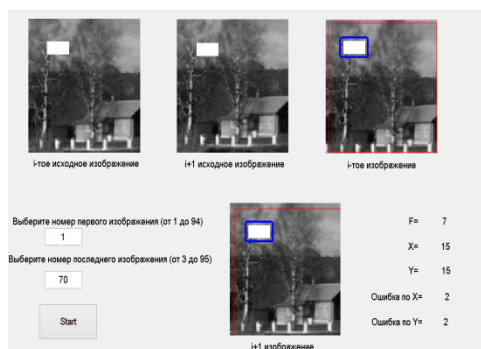 i-тое исходное изображение
i+1 исходное изображение
i-тое изображение
Выберите номер первого изображения (от 1 до 94)
1
Выберите номер последнего изображения (от 3 до 95)
70
Start
i+1 изображение
F= 7
X= 15
Y= 15
Ошибка по X= 2
Ошибка по Y= 2